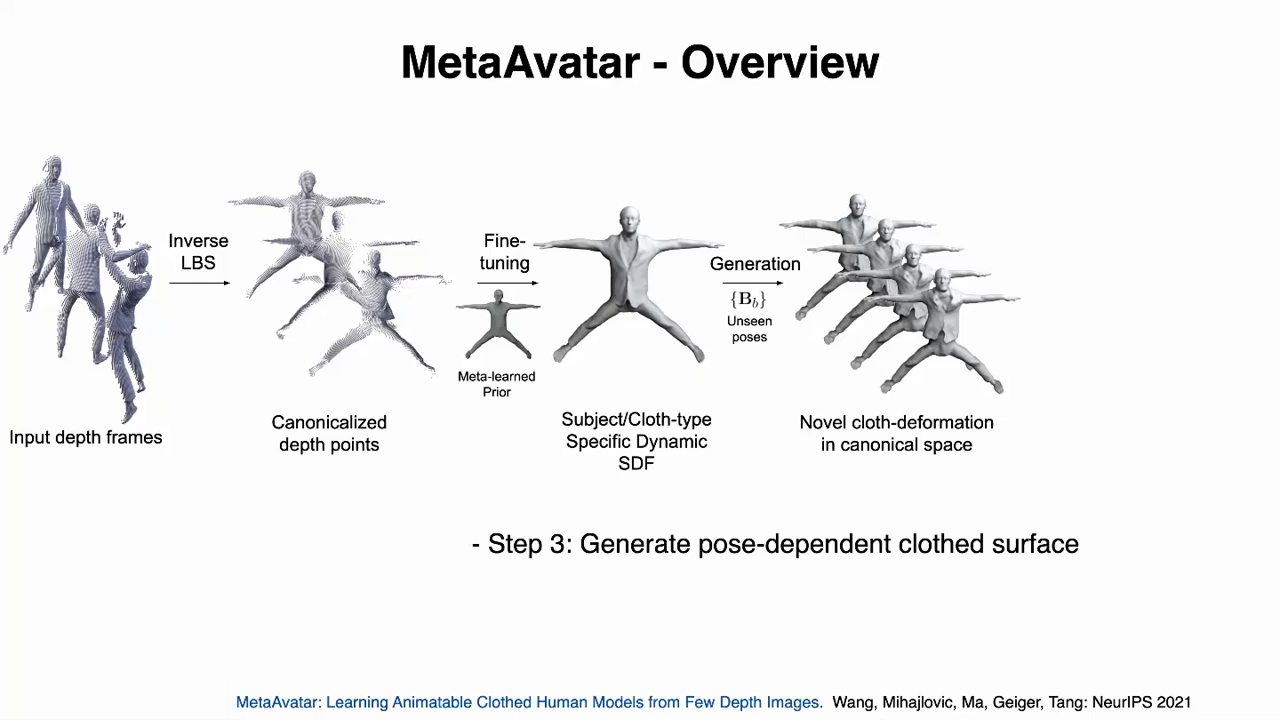 MetaAvatar - Overview
Inverse
LBS
Fine-
tuning
Generation
{B_b}
Unseen
poses
Meta-learned
Prior
Input depth frames
Canonicalized
depth points
Subject/Cloth-type
Specific Dynamic
SDF
Novel cloth-deformation
in canonical space
- Step 3: Generate pose-dependent clothed surface
MetaAvatar: Learning Animatable Clothed Human Models from Few Depth Images. Wang, Mihajlovic, Ma, Geiger, Tang: NeurIPS 2021